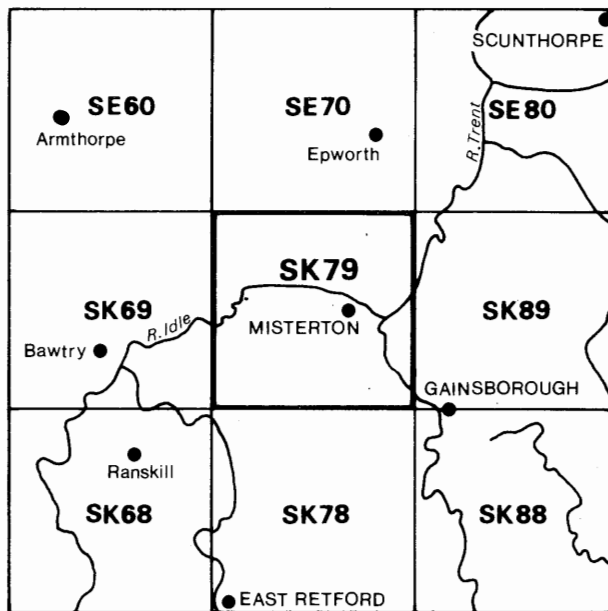 SCUNTHORPE
SE60
SE70
SE80
Armthorpe
Epworth
R. Trent
SK79
SK69
SK89
R. Idle
MISTERTON
Bawtry
GAINSBOROUGH
Ranskill
SK68
SK78
SK88
EAST RETFORD